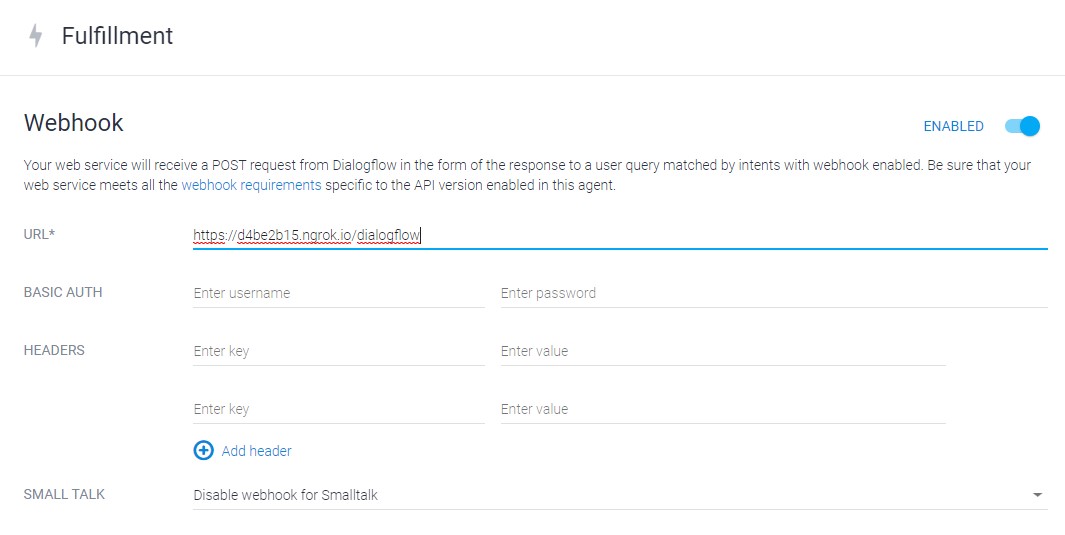 Fulfillment
Webhook
ENABLED
Your web service will receive a POST request from Dialogflow in the form of the response to a user query matched by intents with webhook enabled. Be sure that your
web service meets all the webhook requirements specific to the API version enabled in this agent.
URL* https://d4be2b15.ngrok.io/dialogflow
BASIC AUTH Enter username Enter password
HEADERS Enter key Enter value
Enter key Enter value
Add header
SMALL TALK Disable webhook for Smalltalk